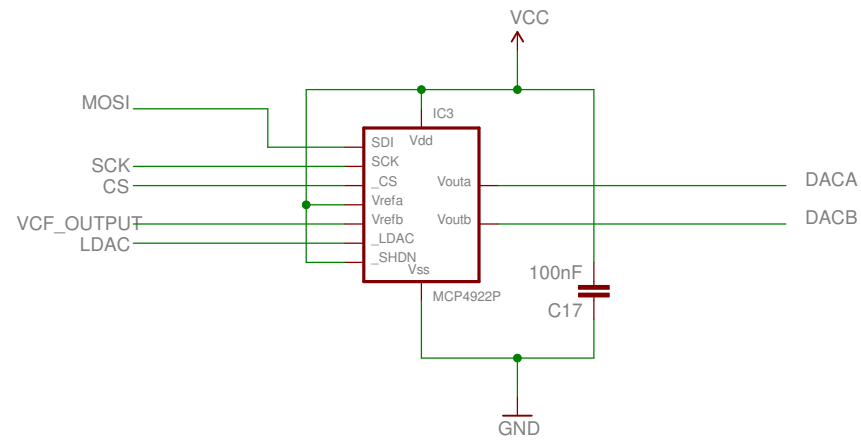 VCC
MOSI
IC3
SDI
Vdd
SCK
SCK
CS
_CS
Vouta
DACA
Vrefa
VCF_OUTPUT
Vrefb
Voutb
DACB
LDAC
_LDAC
_SHDN
Vss
100nF
MCP4922P
C17
GND